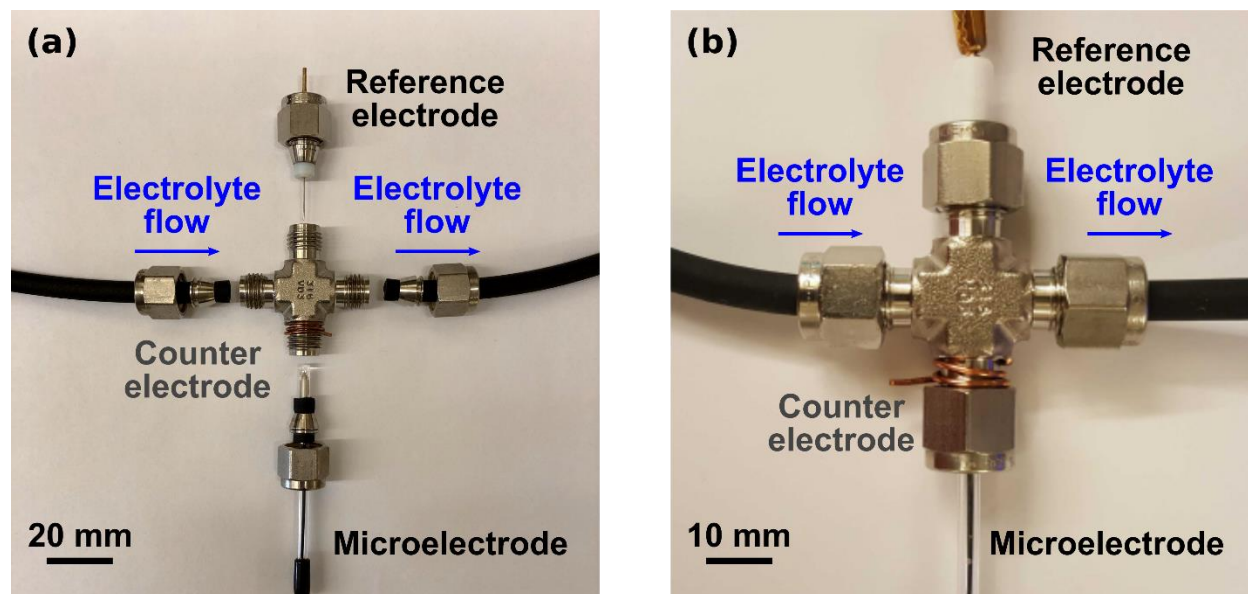 (a)
Reference
electrode
Electrolyte
flow
Electrolyte
flow
Counter
electrode
20 mm
Microelectrode
(b)
Reference
electrode
Electrolyte
flow
Electrolyte
flow
Counter
electrode
10 mm
Microelectrode